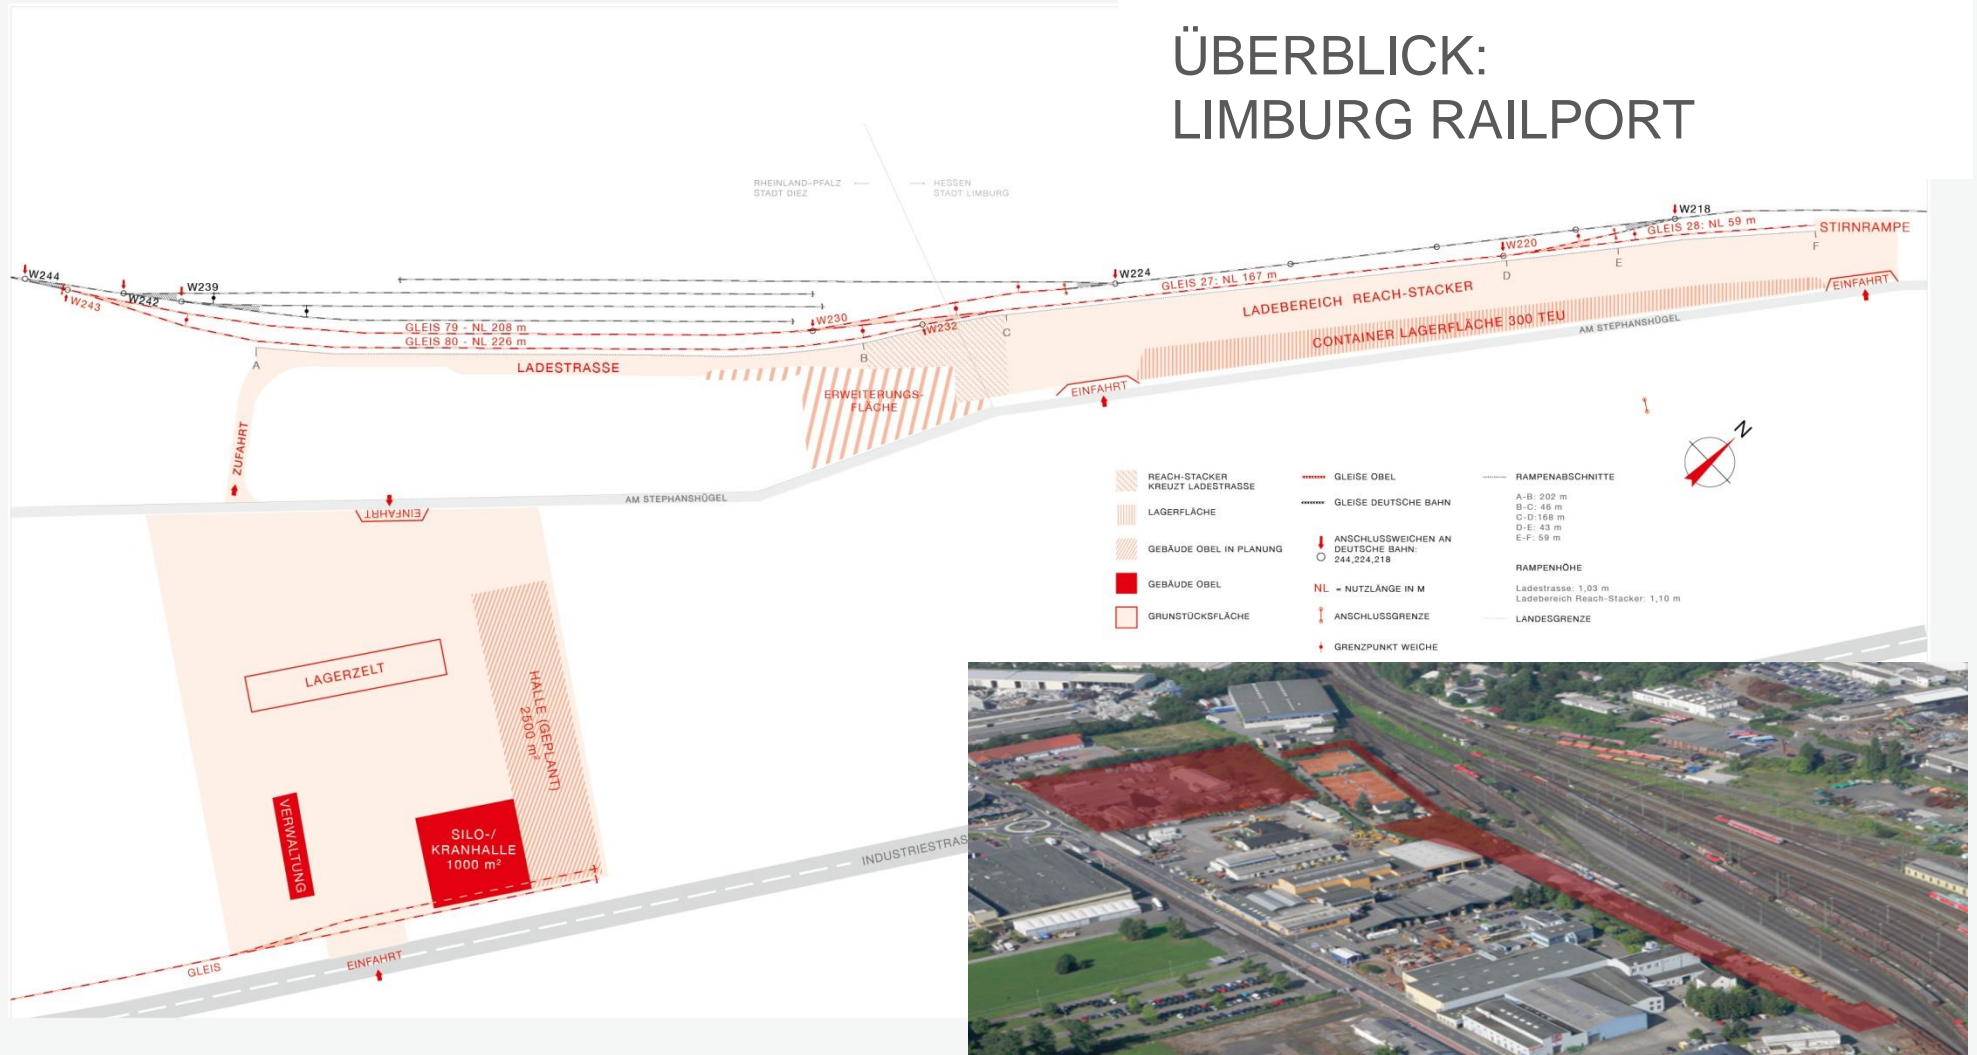 ÜBERBLICK:
LIMBURG RAILPORT
RHEINLAND-PFALZ
STADT DIEZ
HESSEN
STADT LIMBURG
W244
W243
W242
W239
GLEIS 79 - NL 208 m
GLEIS 80 - NL 226 m
W230
W232
W224
GLEIS 27: NL 167 m
W220
W218
GLEIS 28: NL 59 m
STIRNRAMPE
A
B
C
D
E
F
LADESTRASSE
ERWEITERUNGS-
FLÄCHE
LADEBEREICH REACH-STACKER
CONTAINER LAGERFLÄCHE 300 TEU
EINFAHRT
EINFAHRT
AM STEPHANSHÜGEL
ZUFAHRT
AM STEPHANSHÜGEL
EINFAHRT
N
REACH-STACKER
KREUZT LADESTRASSE
LAGERFLÄCHE
GEBÄUDE OBEL IN PLANUNG
GEBÄUDE OBEL
GRUNSTÜCKSFLÄCHE
GLEISE OBEL
GLEISE DEUTSCHE BAHN
ANSCHLUSSWEICHEN AN
DEUTSCHE BAHN:
244,224,218
NL = NUTZLÄNGE IN M
ANSCHLUSSGRENZE
GRENZPUNKT WEICHE
RAMPENABSCHNITTE
A-B: 202 m
B-C: 46 m
C-D:168 m
D-E: 43 m
E-F: 59 m
RAMPENHÖHE
Ladestrasse: 1,03 m
Ladebereich Reach-Stacker: 1,10 m
LANDESGRENZE
LAGERZELT
HALLE (GEPLANT)
2500 m²
VERWALTUNG
SILO-/
KRANHALLE
1000 m²
INDUSTRIESTRAS
GLEIS
EINFAHRT